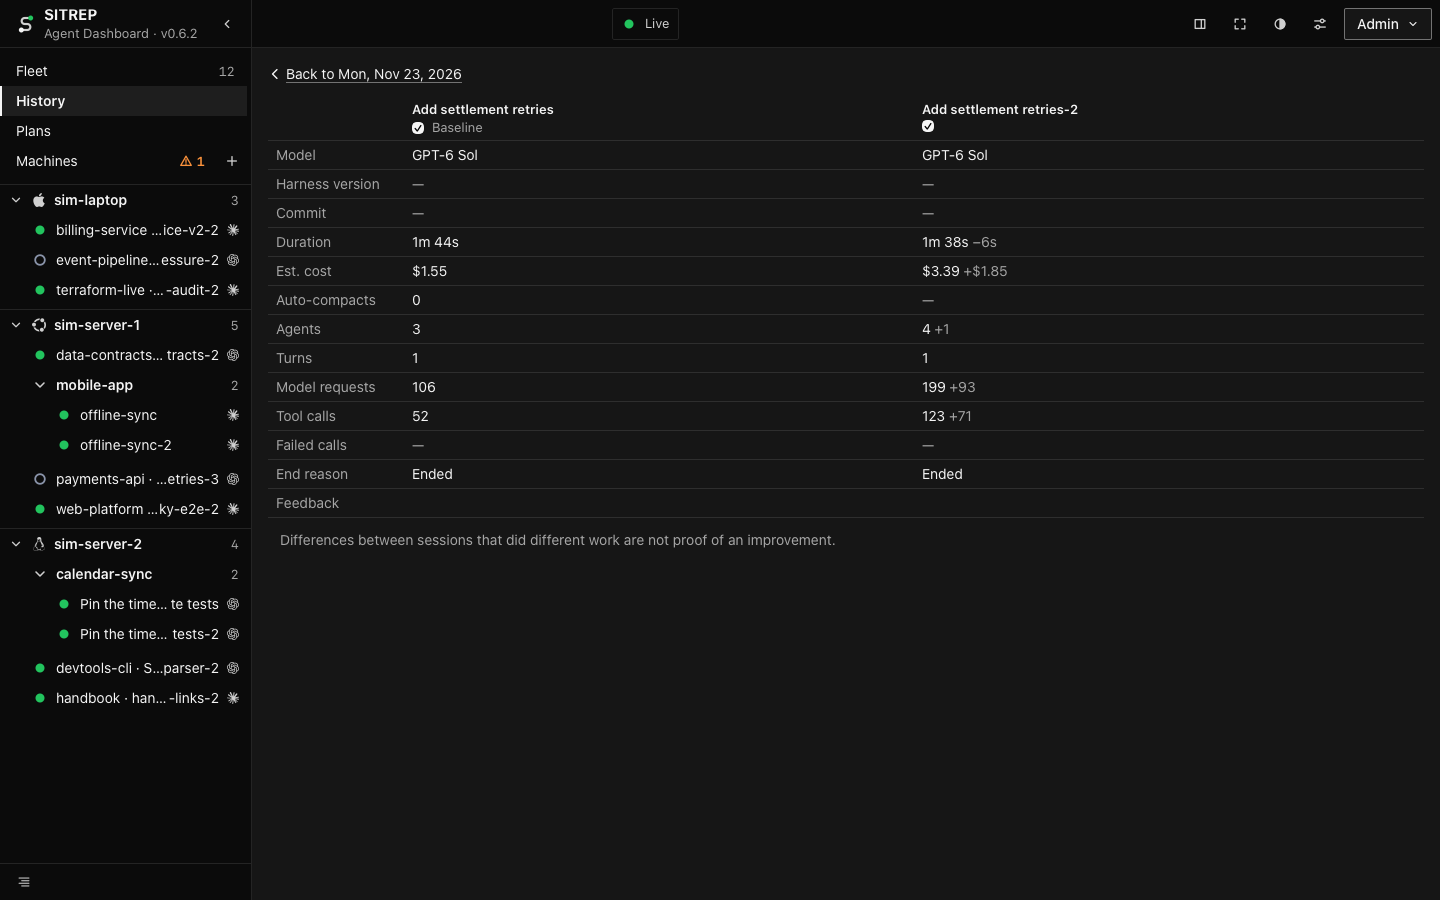 SITREP
Agent Dashboard · v0.6.2
Live
Admin
Fleet 12
History
Plans
Machines 1
sim-laptop 3
billing-service ...ice-v2-2
event-pipeline... essure-2
terraform-live ·... -audit-2
sim-server-1 5
data-contracts... tracts-2
mobile-app 2
offline-sync
offline-sync-2
payments-api · ...etries-3
web-platform ...ky-e2e-2
sim-server-2 4
calendar-sync 2
Pin the time... te tests
Pin the time... tests-2
devtools-cli · S...parser-2
handbook · han... -links-2
Back to Mon, Nov 23, 2026
Add settlement retries Add settlement retries-2
Baseline
Model GPT-6 Sol GPT-6 Sol
Harness version — —
Commit — —
Duration 1m 44s 1m 38s −6s
Est. cost $1.55 $3.39 +$1.85
Auto-compacts 0 —
Agents 3 4 +1
Turns 1 1
Model requests 106 199 +93
Tool calls 52 123 +71
Failed calls — —
End reason Ended Ended
Feedback
Differences between sessions that did different work are not proof of an improvement.